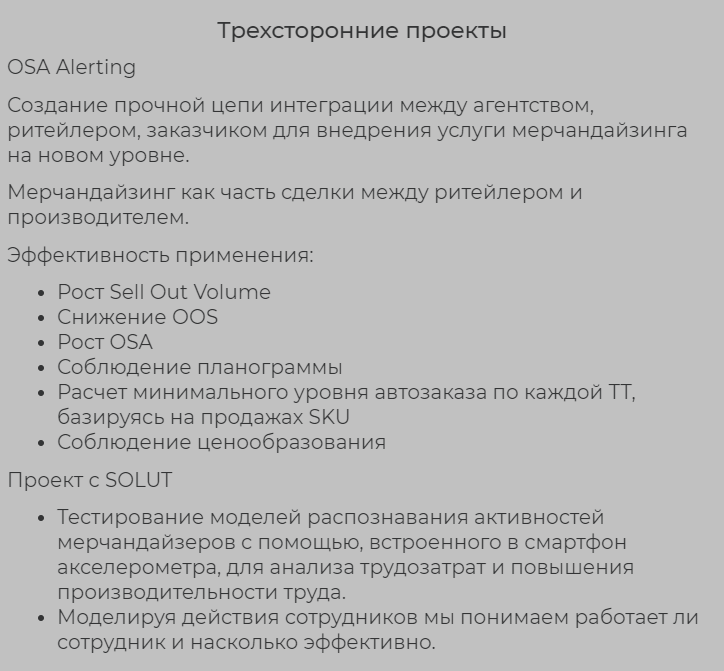 Трехсторонние проекты
OSA Alerting
Создание прочной цепи интеграции между агентством,
ритейлером, заказчиком для внедрения услуги мерчандайзинга
на новом уровне.
Мерчандайзинг как часть сделки между ритейлером и
производителем.
Эффективность применения:
• Рост Sell Out Volume
• Снижение OOS
• Рост OSA
• Соблюдение планограммы
• Расчет минимального уровня автозаказа по каждой ТТ,
базируясь на продажах SKU
• Соблюдение ценообразования
Проект с SOLUT
• Тестирование моделей распознавания активностей
мерчандайзеров с помощью, встроенного в смартфон
акселерометра, для анализа трудозатрат и повышения
производительности труда.
• Моделируя действия сотрудников мы понимаем работает ли
сотрудник и насколько эффективно.